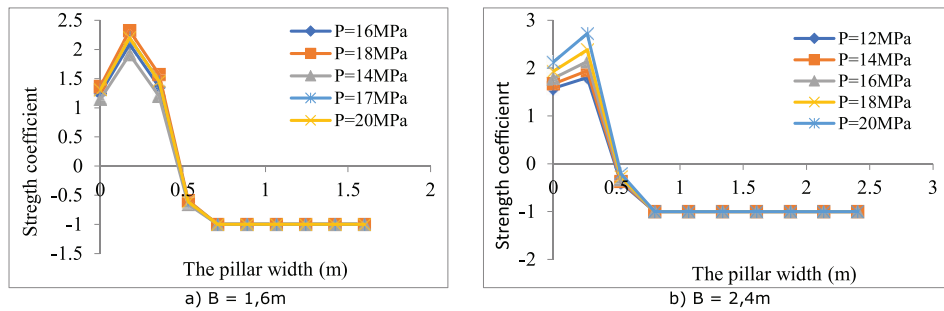 2.5
2
1.5
1
0.5
0
-0.5
-1
-1.5
0
0.5
1
1.5
2
Stregth coefficient
The pillar width (m)
P=16MPa
P=18MPa
P=14MPa
P=17MPa
P=20MPa
a) B = 1,6m
3
2
1
0
-1
-2
0
0.5
1
1.5
2
2.5
3
Strength coefficienrt
The pillar width (m)
P=12MPa
P=14MPa
P=16MPa
P=18MPa
P=20MPa
b) B = 2,4m